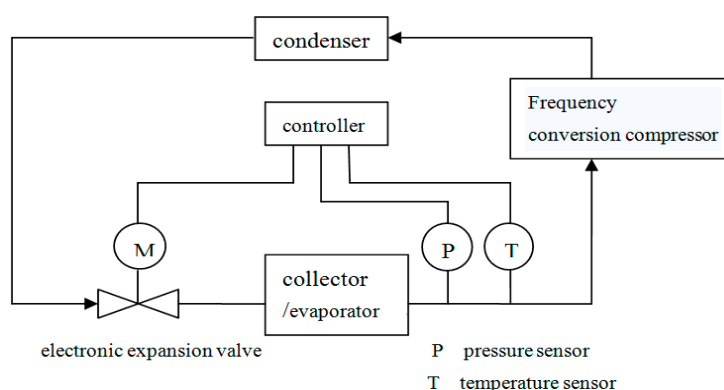 condenser
Frequency
conversion compressor
controller
M
P
T
collector
/evaporator
electronic expansion valve
P pressure sensor
T temperature sensor